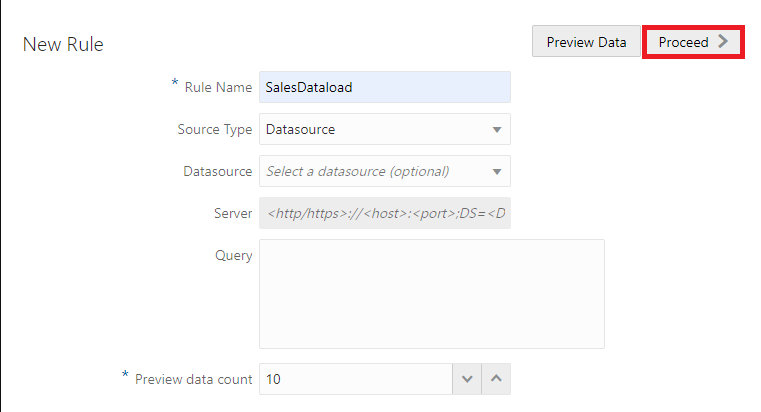 New Rule
Preview Data
Proceed
* Rule Name SalesDataload
Source Type Datasource
Datasource Select a datasource (optional)
Server <http/https>://<host>:<port>;DS=<D
Query
* Preview data count 10